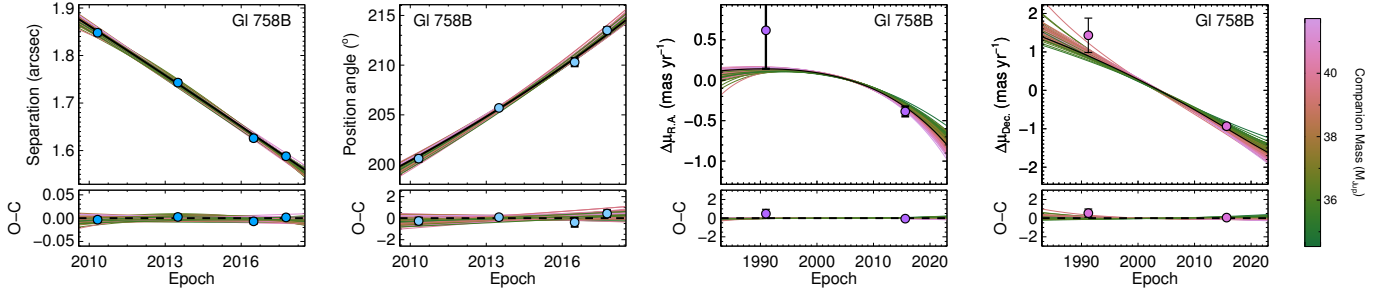 Gl 758B
Separation (arcsec)
1.9
1.8
1.7
1.6
O−C
0.05
0.00
−0.05
2010
2013
2016
Epoch
Gl 758B
Position angle (°)
215
210
205
200
O−C
2
0
−2
2010
2013
2016
Epoch
Gl 758B
ΔμR.A. (mas yr−1)
0.5
0.0
−0.5
−1.0
O−C
2
0
−2
1990
2000
2010
2020
Epoch
Gl 758B
ΔμDec. (mas yr−1)
2
1
0
−1
−2
O−C
2
0
−2
1990
2000
2010
2020
Epoch
40
38
36
Companion Mass (MJup)